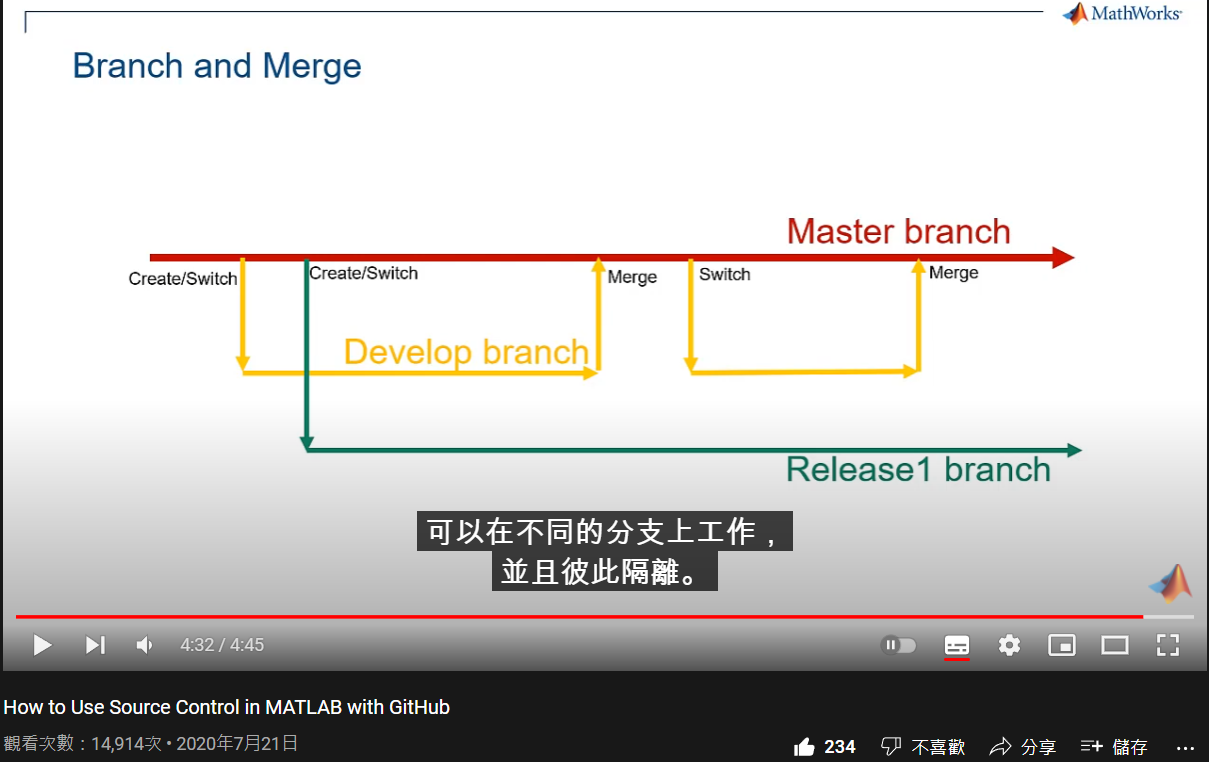 MathWorks
Branch and Merge
Master branch
Create/Switch
Create/Switch
Merge
Switch
Merge
Develop branch
Release1 branch
可以在不同的分支上工作，
並且彼此隔離。
4:32 / 4:45
How to Use Source Control in MATLAB with GitHub
觀看次數：14,914次 • 2020年7月21日
234 不喜歡 分享 儲存